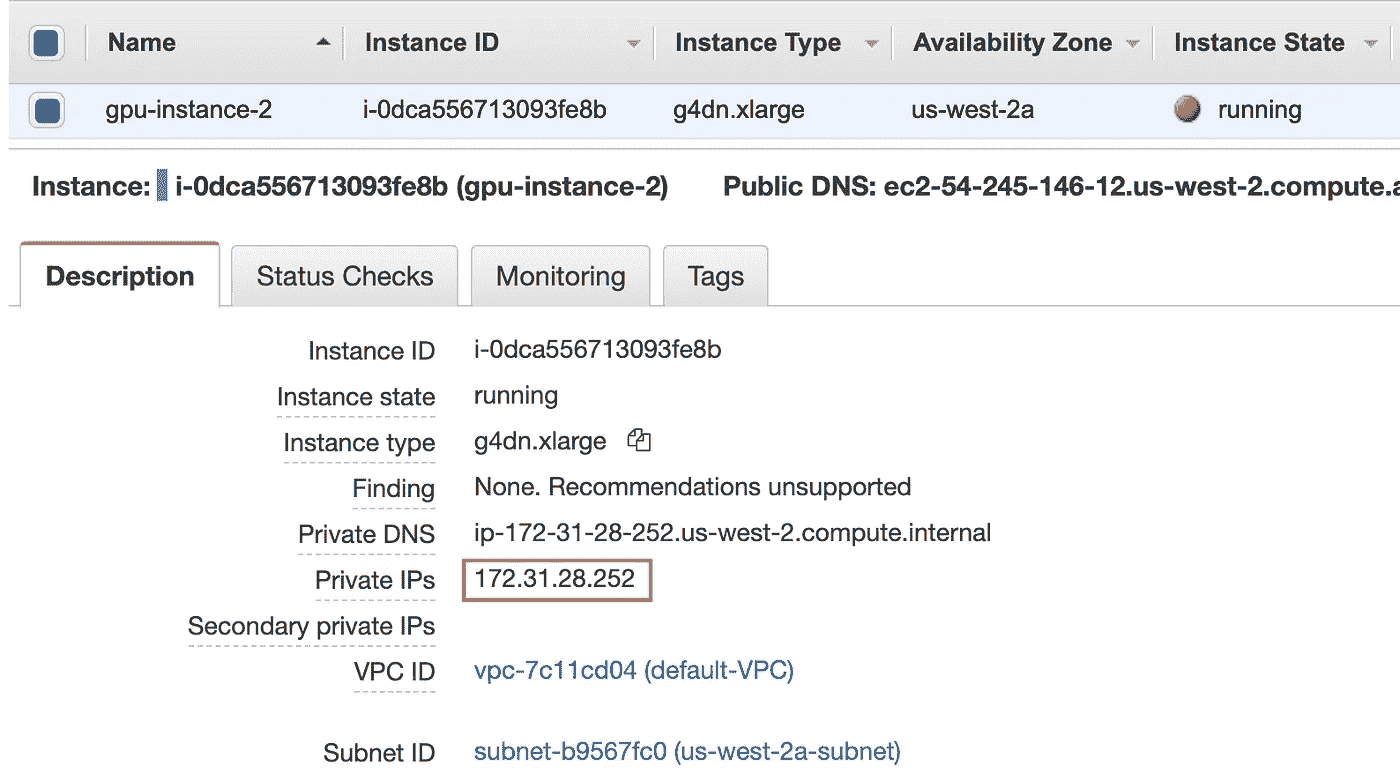 Name Instance ID Instance Type Availability Zone Instance State
gpu-instance-2 i-0dca556713093fe8b g4dn.xlarge us-west-2a running
Instance: i-0dca556713093fe8b (gpu-instance-2) Public DNS: ec2-54-245-146-12.us-west-2.compute.a
Description Status Checks Monitoring Tags
Instance ID i-0dca556713093fe8b
Instance state running
Instance type g4dn.xlarge
Finding None. Recommendations unsupported
Private DNS ip-172-31-28-252.us-west-2.compute.internal
Private IPs 172.31.28.252
Secondary private IPs
VPC ID vpc-7c11cd04 (default-VPC)
Subnet ID subnet-b9567fc0 (us-west-2a-subnet)